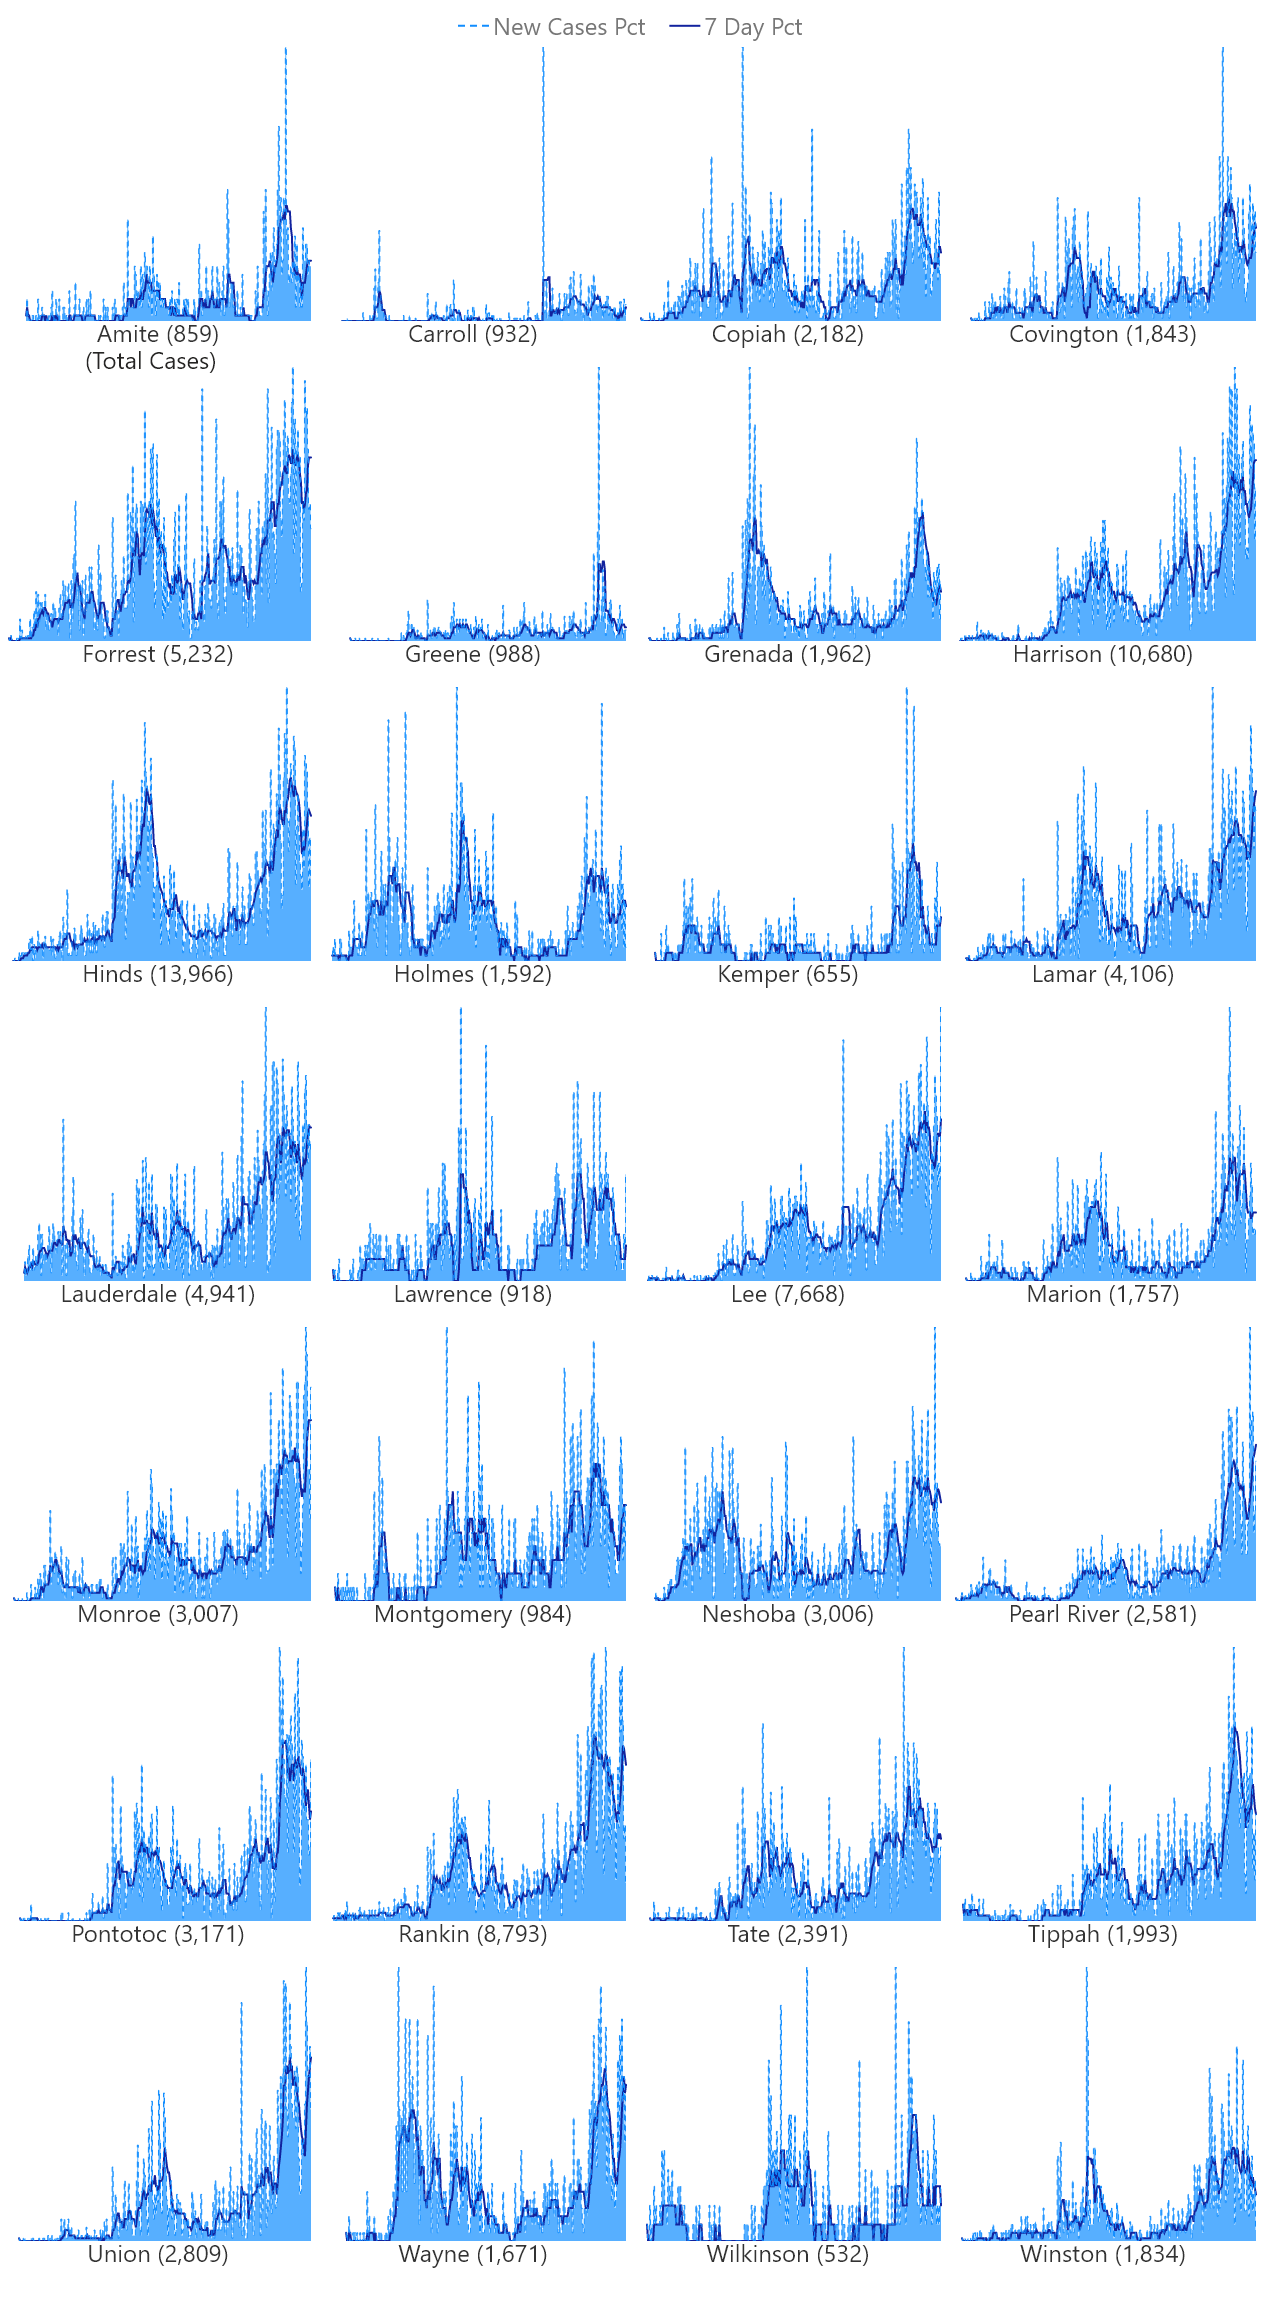 New Cases Pct 7 Day Pct
Amite (859) Carroll (932) Copiah (2,182) Covington (1,843)
(Total Cases)
Forrest (5,232) Greene (988) Grenada (1,962) Harrison (10,680)
Hinds (13,966) Holmes (1,592) Kemper (655) Lamar (4,106)
Lauderdale (4,941) Lawrence (918) Lee (7,668) Marion (1,757)
Monroe (3,007) Montgomery (984) Neshoba (3,006) Pearl River (2,581)
Pontotoc (3,171) Rankin (8,793) Tate (2,391) Tippah (1,993)
Union (2,809) Wayne (1,671) Wilkinson (532) Winston (1,834)